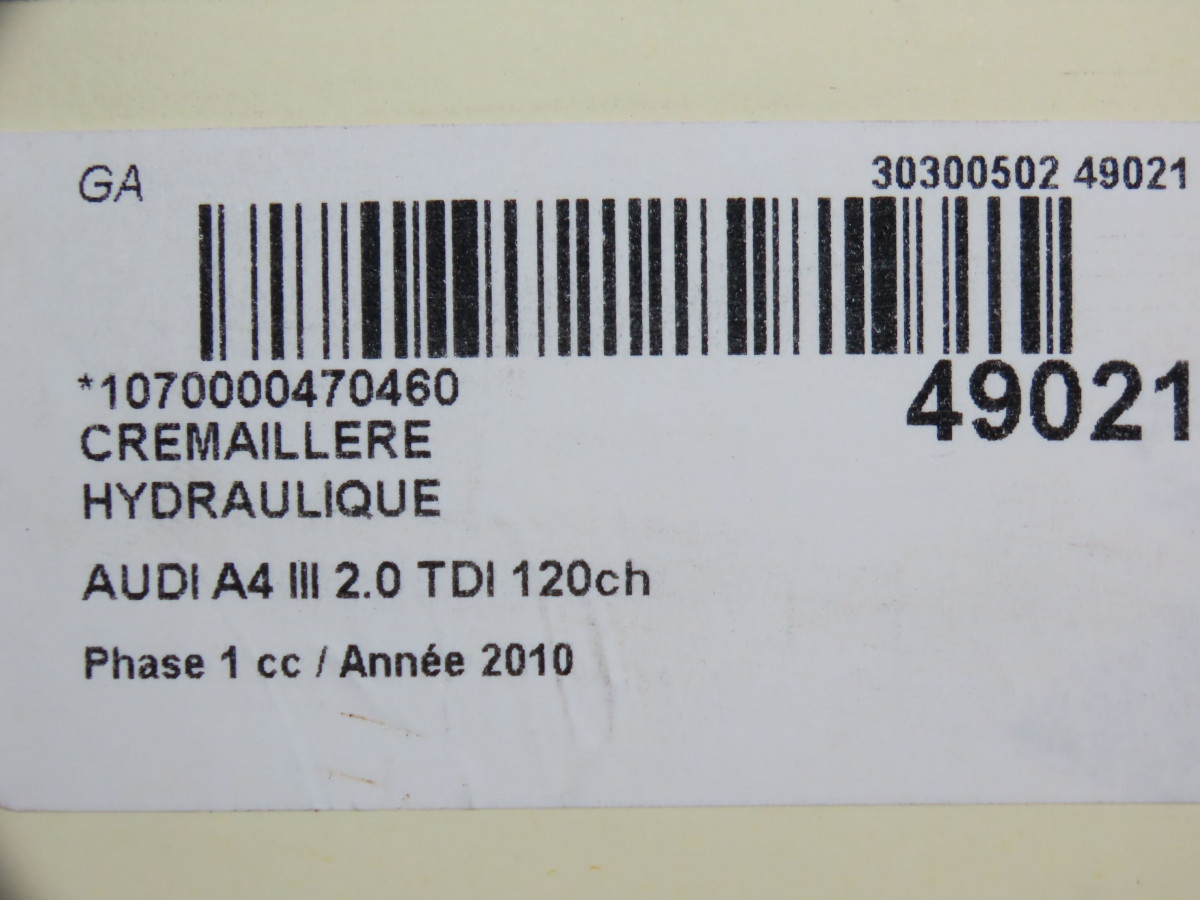 GA
30300502 49021
*1070000470460
49021
CREMAILLERE
HYDRAULIQUE
AUDI A4 III 2.0 TDI 120ch
Phase 1 cc / Année 2010